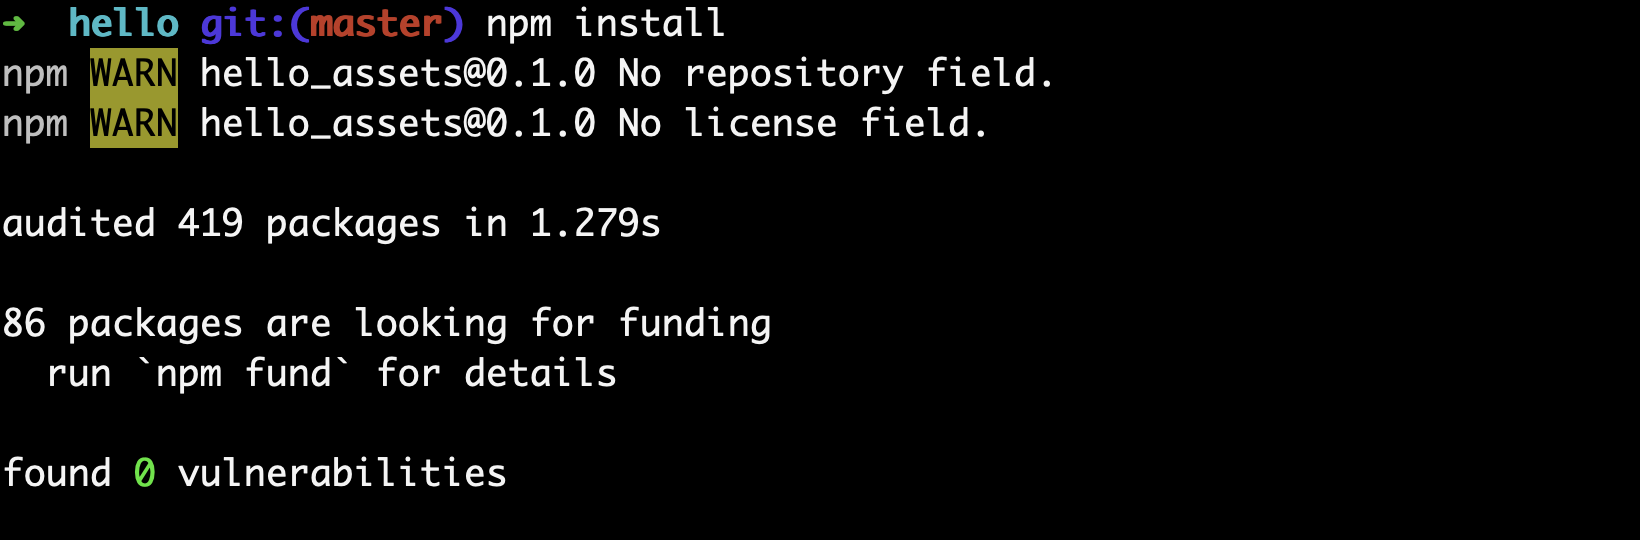 ➜  hello git:(master) npm install
npm WARN hello_assets@0.1.0 No repository field.
npm WARN hello_assets@0.1.0 No license field.

audited 419 packages in 1.279s

86 packages are looking for funding
  run `npm fund` for details

found 0 vulnerabilities